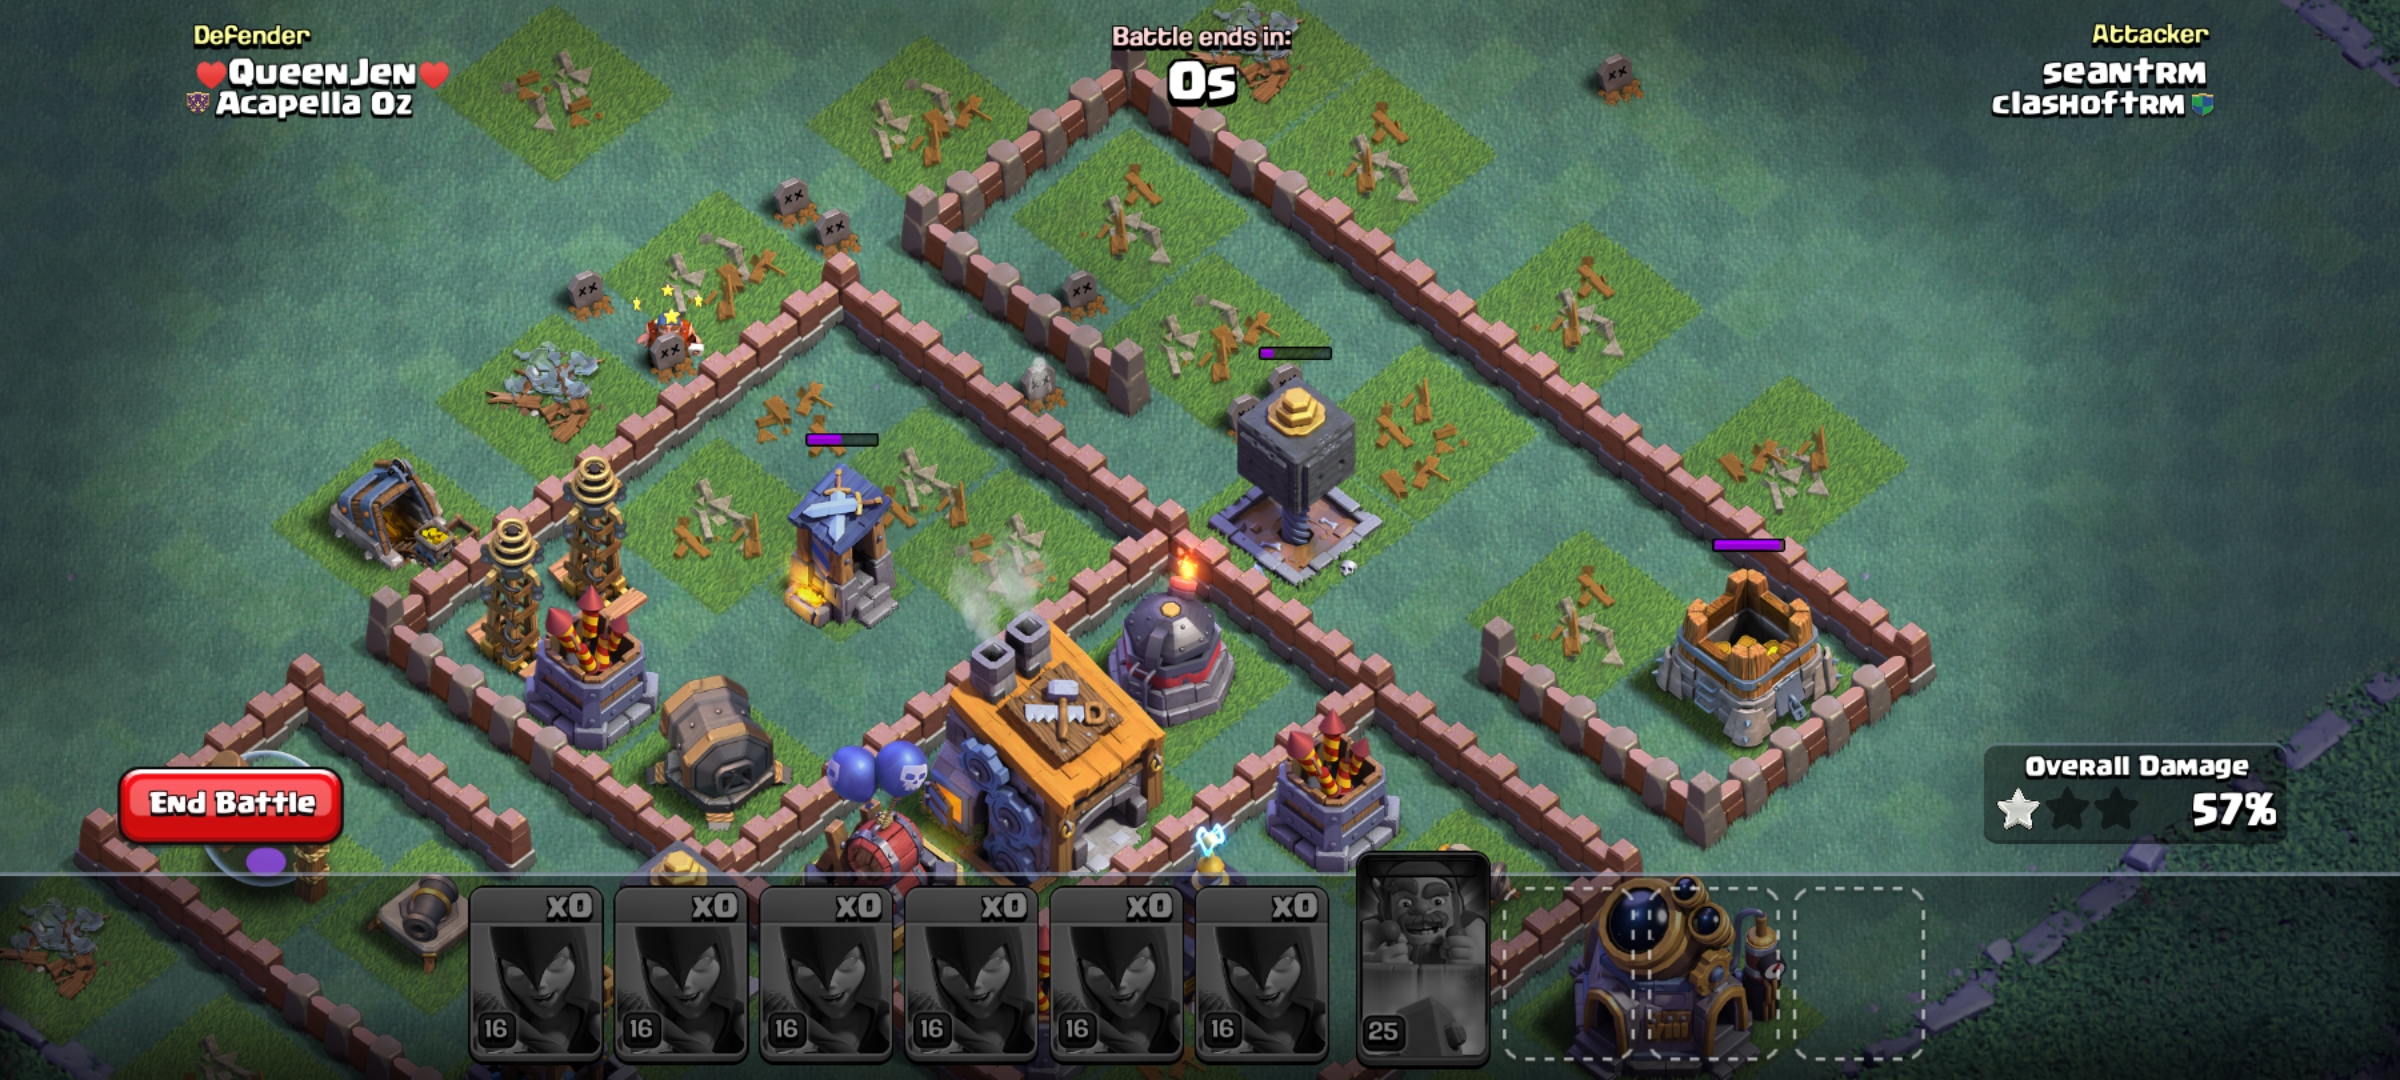 Defender
QueenJen
Acapella Oz
Battle ends in:
0s
Attacker
seantRM
clashoftRM
End Battle
Overall Damage
57%
x0
x0
x0
x0
x0
x0
16
16
16
16
16
16
25